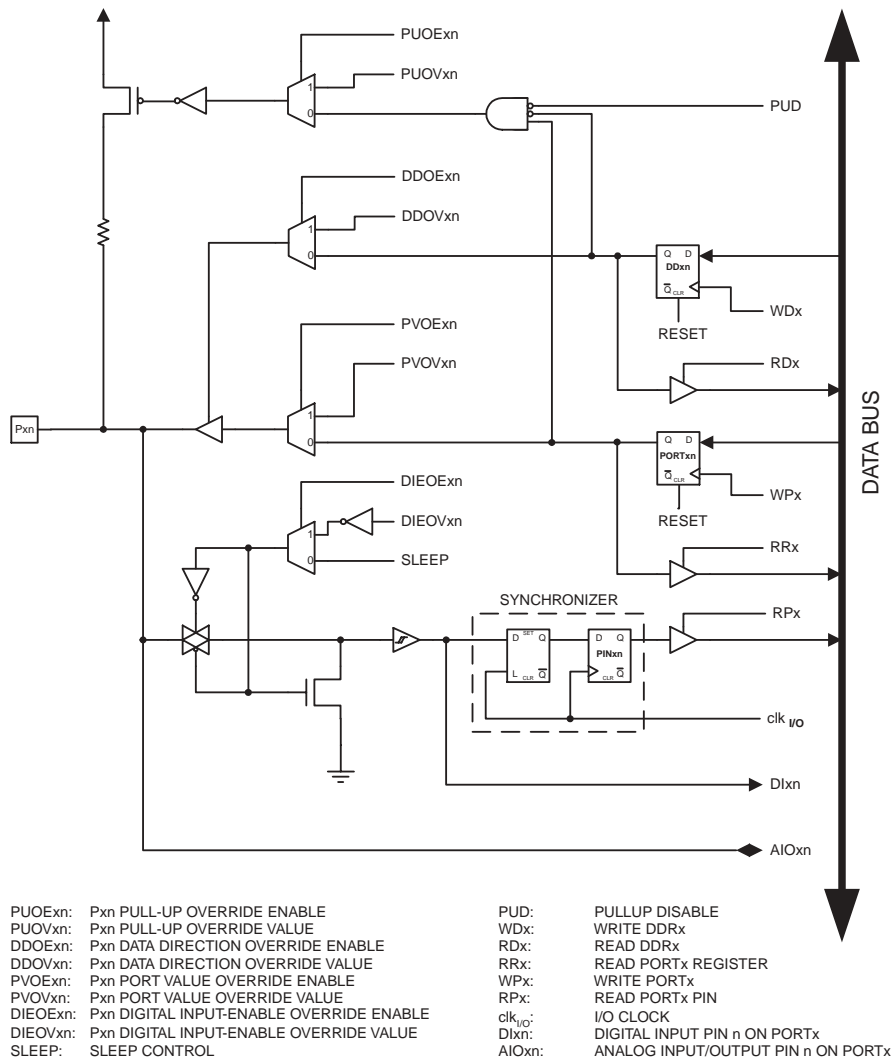 PUOExn
PUOVxn
1
0
PUD
DDOExn
DDOVxn
1
0
Q D
DDxn
Q CLR
WDx
RESET
PVOExn
RDx
PVOVxn
1
0
Pxn
Q D
PORTxn
Q CLR
DATA BUS
DIEOExn
WPx
RESET
DIEOVxn
1
0
SLEEP
RRx
SYNCHRONIZER
RPx
D SET Q
L CLR Q
D Q
PINxn
CLR Q
clk I/O
DIxn
AIOxn
PUOExn: Pxn PULL-UP OVERRIDE ENABLE
PUOVxn: Pxn PULL-UP OVERRIDE VALUE
DDOExn: Pxn DATA DIRECTION OVERRIDE ENABLE
DDOVxn: Pxn DATA DIRECTION OVERRIDE VALUE
PVOExn: Pxn PORT VALUE OVERRIDE ENABLE
PVOVxn: Pxn PORT VALUE OVERRIDE VALUE
DIEOExn: Pxn DIGITAL INPUT-ENABLE OVERRIDE ENABLE
DIEOVxn: Pxn DIGITAL INPUT-ENABLE OVERRIDE VALUE
SLEEP: SLEEP CONTROL
PUD: PULLUP DISABLE
WDx: WRITE DDRx
RDx: READ DDRx
RRx: READ PORTx REGISTER
WPx: WRITE PORTx
RPx: READ PORTx PIN
clkI/O: I/O CLOCK
DIxn: DIGITAL INPUT PIN n ON PORTx
AIOxn: ANALOG INPUT/OUTPUT PIN n ON PORTx